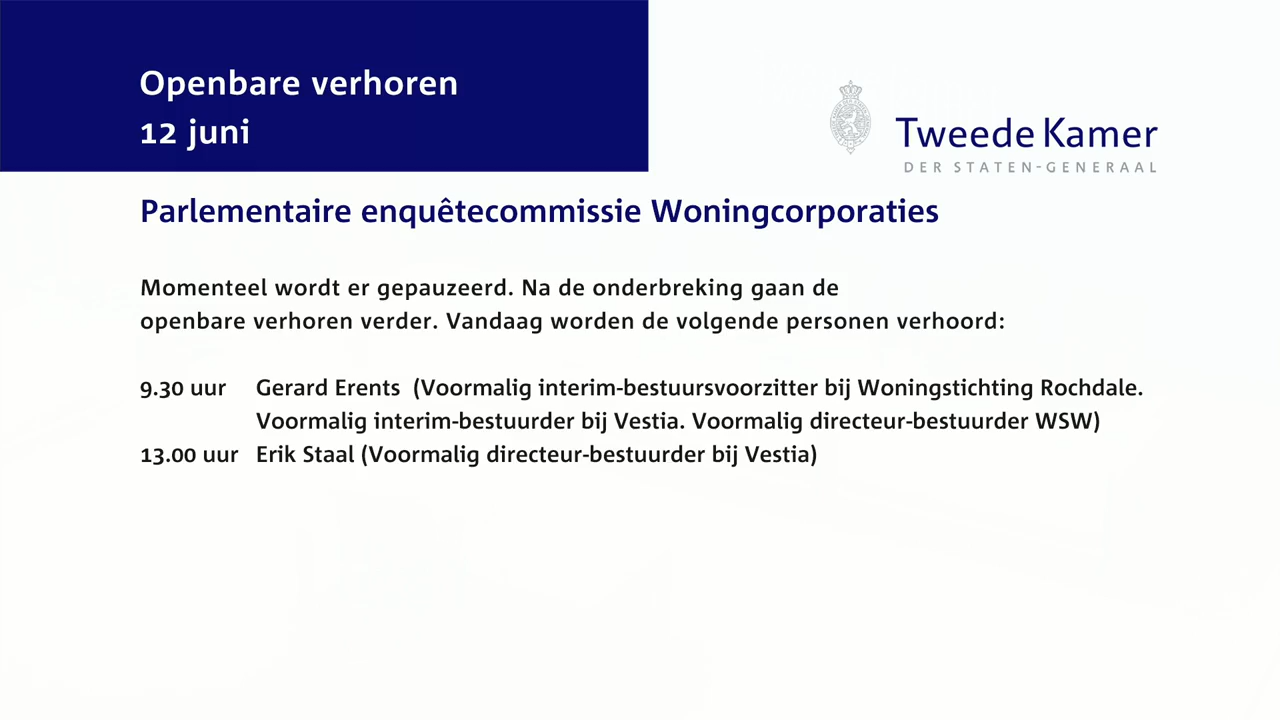 Openbare verhoren
12 juni
Tweede Kamer
DER STATEN-GENERAAL
Parlementaire enquêtecommissie Woningcorporaties
Momenteel wordt er gepauzeerd. Na de onderbreking gaan de
openbare verhoren verder. Vandaag worden de volgende personen verhoord:
9.30 uur Gerard Erents (Voormalig interim-bestuursvoorzitter bij Woningstichting Rochdale.
Voormalig interim-bestuurder bij Vestia. Voormalig directeur-bestuurder WSW)
13.00 uur Erik Staal (Voormalig directeur-bestuurder bij Vestia)